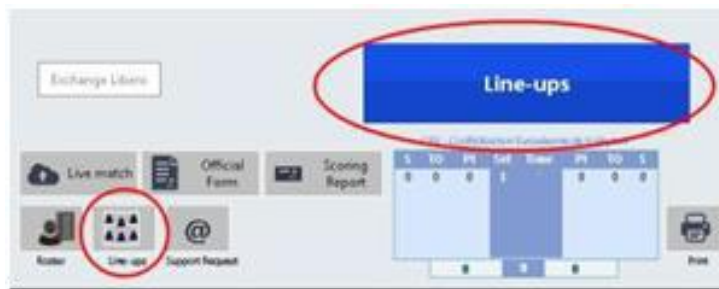 Line-ups
Exchange Libero
S TO Pt Set Time Pt TO S
0 0 0 1 0 0 0
Live match
Official
Form
Scoring
Report
Roster
Line-ups
Support Request
Print
0 0 0